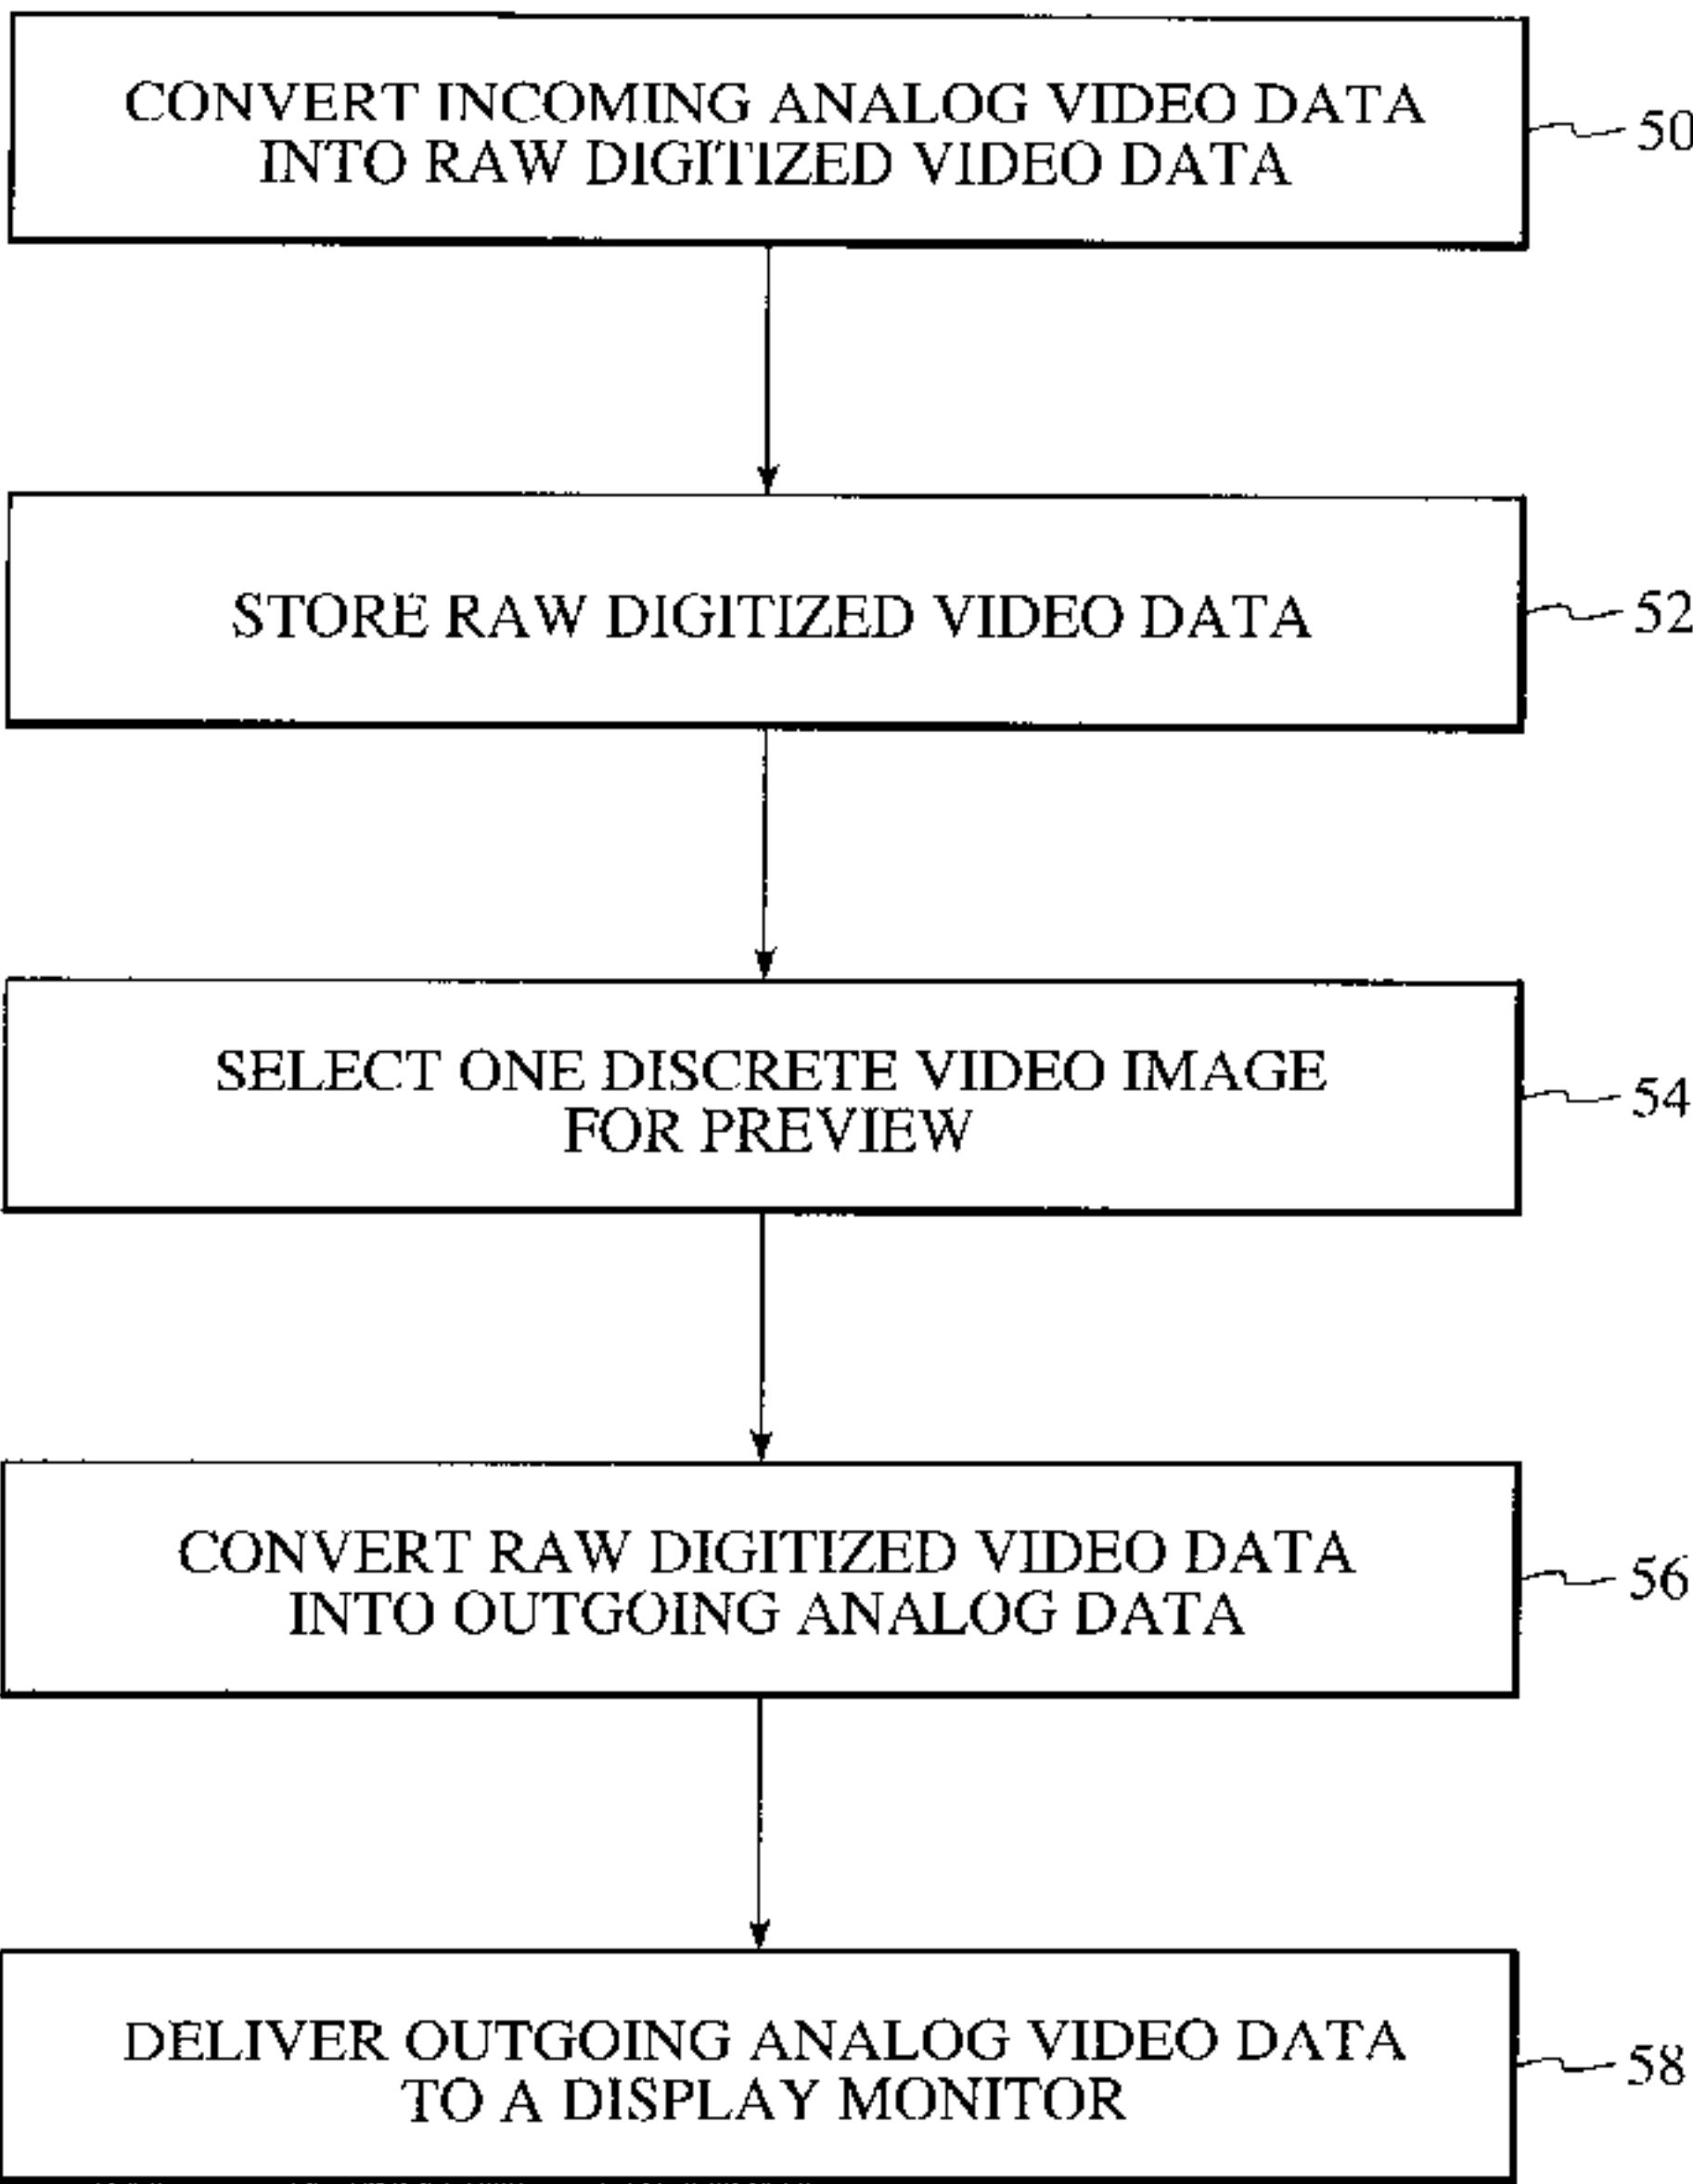 CONVERT INCOMING ANALOG VIDEO DATA
INTO RAW DIGITIZED VIDEO DATA
50
STORE RAW DIGITIZED VIDEO DATA
52
SELECT ONE DISCRETE VIDEO IMAGE
FOR PREVIEW
54
CONVERT RAW DIGITIZED VIDEO DATA
INTO OUTGOING ANALOG DATA
56
DELIVER OUTGOING ANALOG VIDEO DATA
TO A DISPLAY MONITOR
58